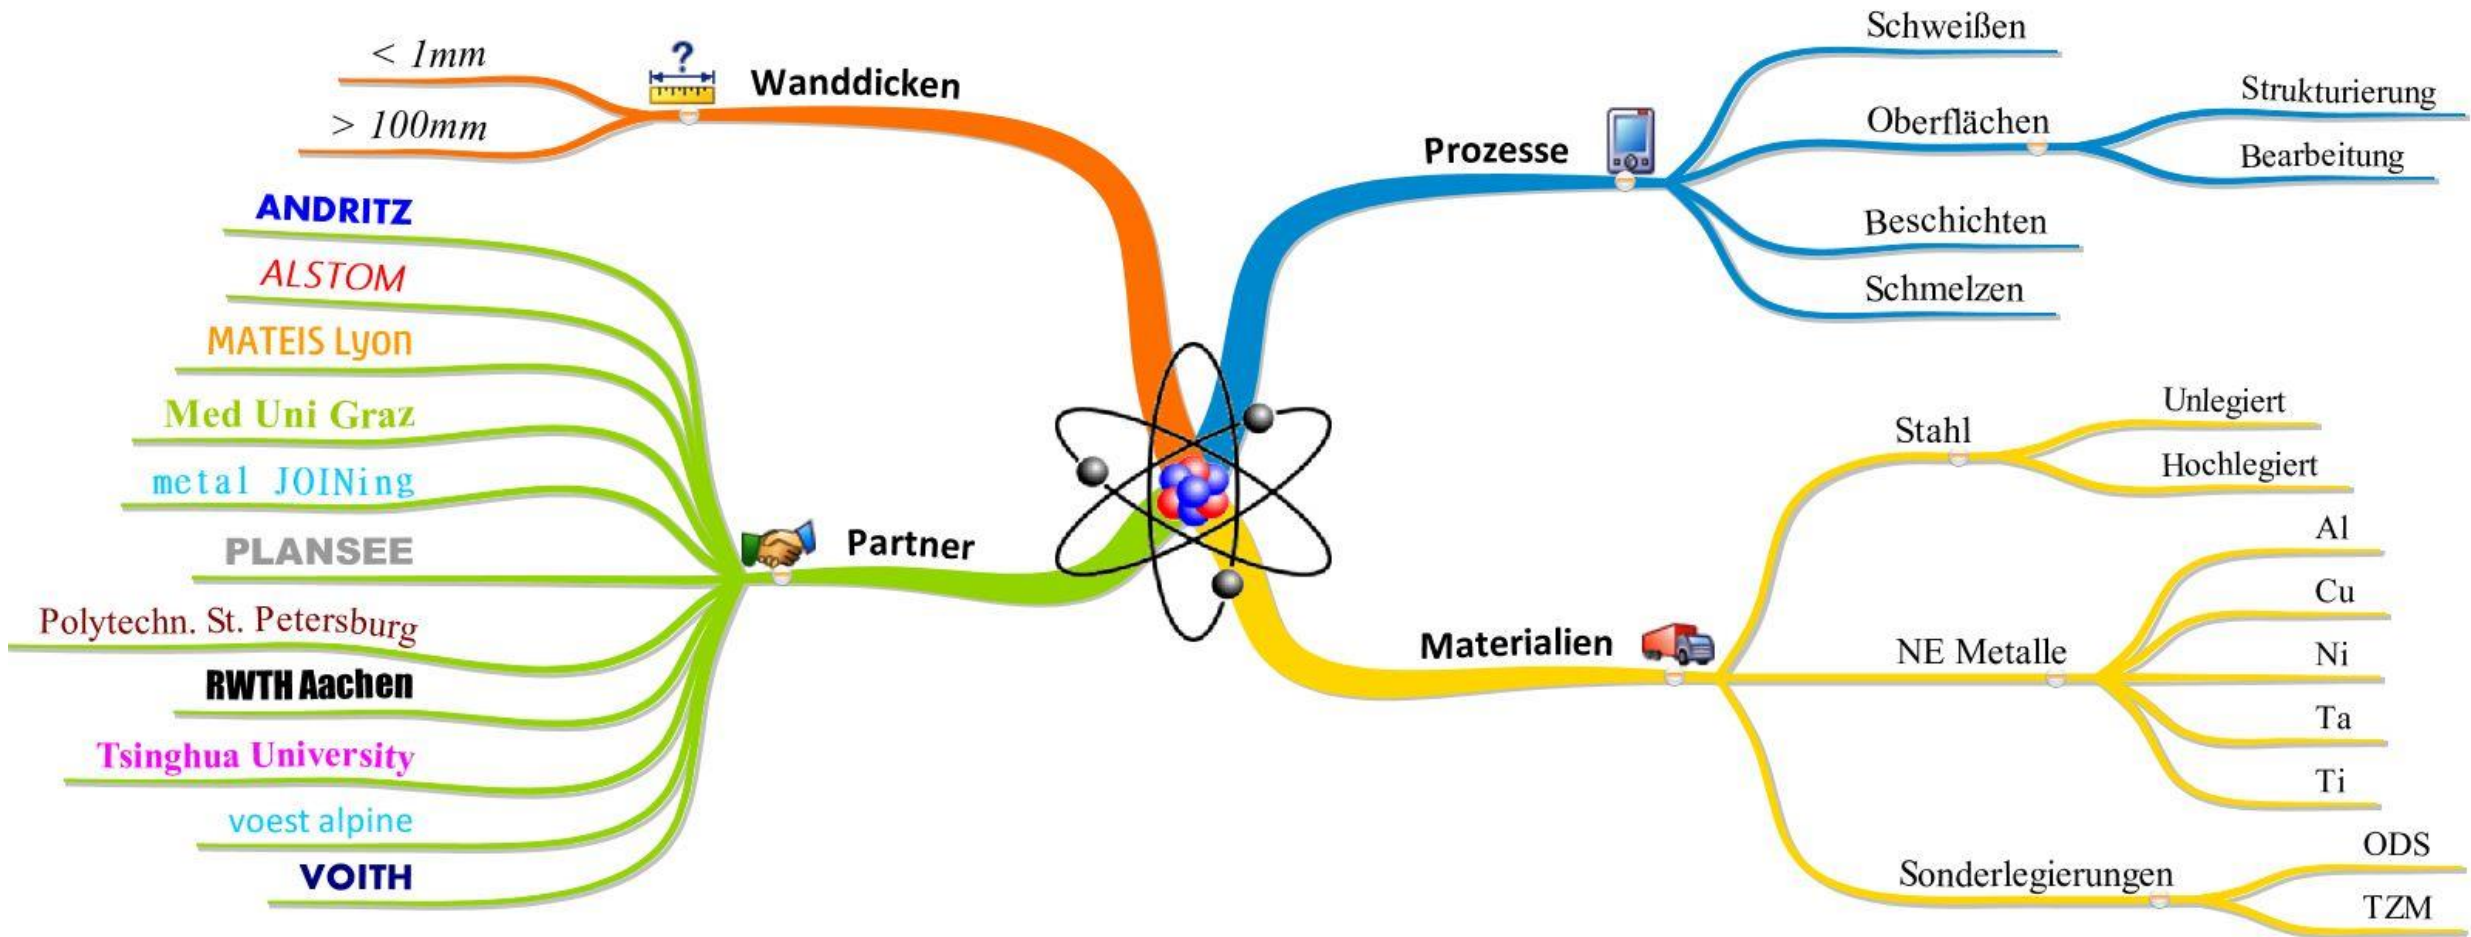 Wanddicken
< 1mm
> 100mm
Partner
ANDRITZ
ALSTOM
MATEIS Lyon
Med Uni Graz
metal JOINing
PLANSEE
Polytechn. St. Petersburg
RWTH Aachen
Tsinghua University
voest alpine
VOITH
Prozesse
Schweißen
Oberflächen
Strukturierung
Bearbeitung
Beschichten
Schmelzen
Materialien
Stahl
Unlegiert
Hochlegiert
NE Metalle
Al
Cu
Ni
Ta
Ti
Sonderlegierungen
ODS
TZM